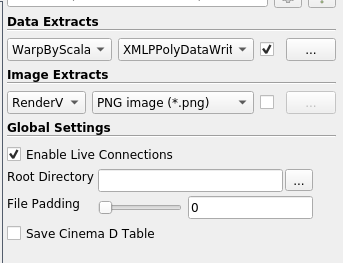 Data Extracts
WarpByScala XMLPPolyDataWrit ...
Image Extracts
RenderV PNG image (*.png) ...
Global Settings
Enable Live Connections
Root Directory ...
File Padding 0
Save Cinema D Table